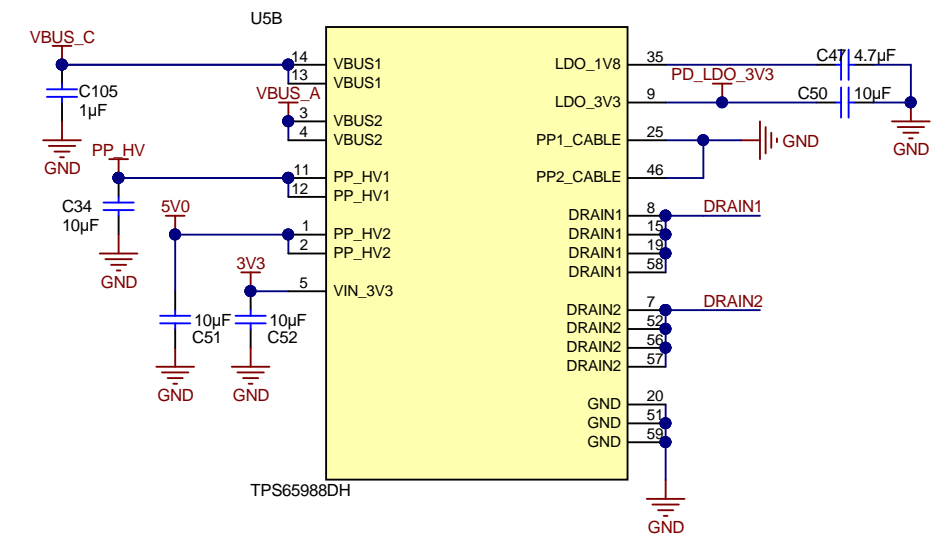 U5B
VBUS_C
14 VBUS1
13 VBUS1
C105
1µF
GND
VBUS_A
3 VBUS2
4 VBUS2
PP_HV
11 PP_HV1
12 PP_HV1
C34
10µF
GND
5V0
1 PP_HV2
2 PP_HV2
3V3
5 VIN_3V3
10µF
C51
GND
10µF
C52
GND
LDO_1V8 35
C47 4.7µF
PD_LDO_3V3
LDO_3V3 9
C50 10µF
GND
PP1_CABLE 25
GND
PP2_CABLE 46
DRAIN1 8 DRAIN1
DRAIN1 15
DRAIN1 19
DRAIN1 58
DRAIN2 7 DRAIN2
DRAIN2 52
DRAIN2 56
DRAIN2 57
GND 20
GND 51
GND 59
GND
TPS65988DH